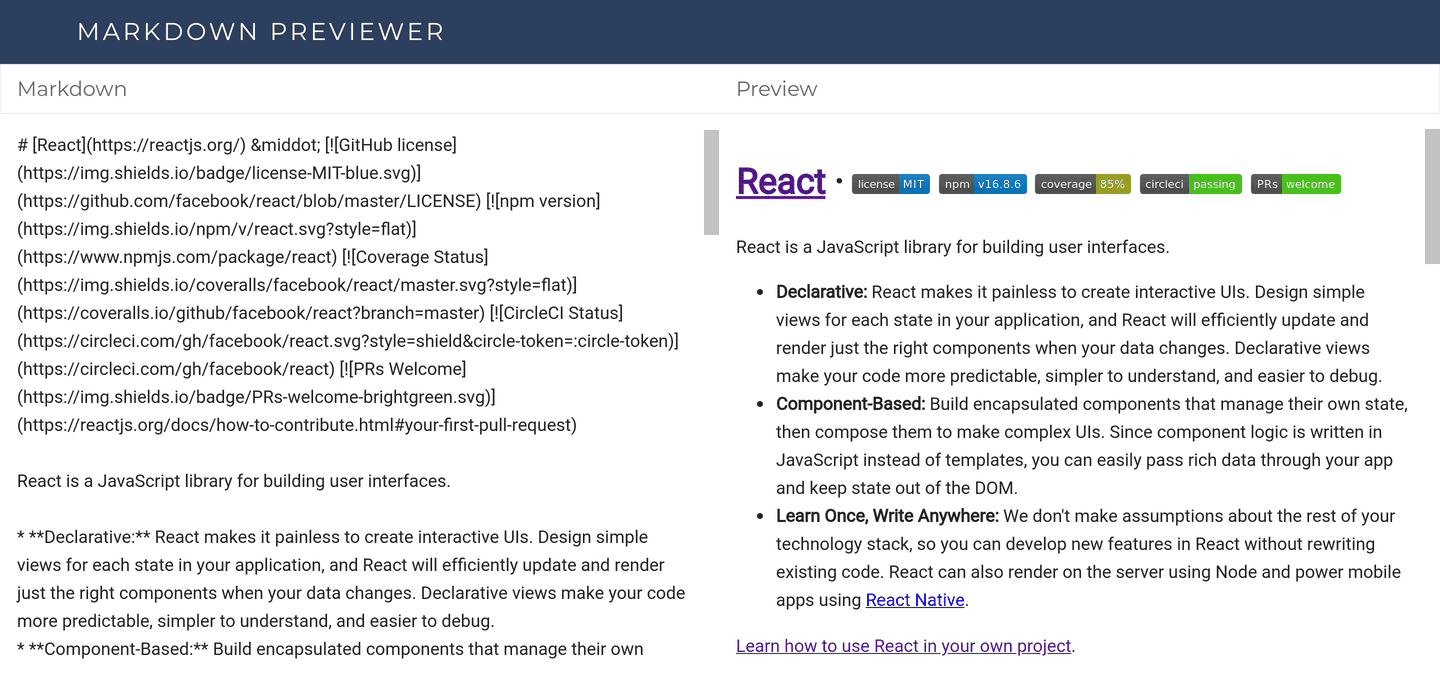 MARKDOWN PREVIEWER
Markdown
# [React](https://reactjs.org/) &middot; [![GitHub license]
(https://img.shields.io/badge/license-MIT-blue.svg)]
(https://github.com/facebook/react/blob/master/LICENSE) [![npm version]
(https://img.shields.io/npm/v/react.svg?style=flat)]
(https://www.npmjs.com/package/react) [![Coverage Status]
(https://img.shields.io/coveralls/facebook/react/master.svg?style=flat)]
(https://coveralls.io/github/facebook/react?branch=master) [![CircleCI Status]
(https://circleci.com/gh/facebook/react.svg?style=shield&circle-token=:circle-token)]
(https://circleci.com/gh/facebook/react) [![PRs Welcome]
(https://img.shields.io/badge/PRs-welcome-brightgreen.svg)]
(https://reactjs.org/docs/how-to-contribute.html#your-first-pull-request)
React is a JavaScript library for building user interfaces.
* **Declarative:** React makes it painless to create interactive UIs. Design simple
views for each state in your application, and React will efficiently update and render
just the right components when your data changes. Declarative views make your code
more predictable, simpler to understand, and easier to debug.
* **Component-Based:** Build encapsulated components that manage their own
Preview
React • license MIT npm v16.8.6 coverage 85% circleci passing PRs welcome
React is a JavaScript library for building user interfaces.
• Declarative: React makes it painless to create interactive UIs. Design simple
views for each state in your application, and React will efficiently update and
render just the right components when your data changes. Declarative views
make your code more predictable, simpler to understand, and easier to debug.
• Component-Based: Build encapsulated components that manage their own state,
then compose them to make complex UIs. Since component logic is written in
JavaScript instead of templates, you can easily pass rich data through your app
and keep state out of the DOM.
• Learn Once, Write Anywhere: We don't make assumptions about the rest of your
technology stack, so you can develop new features in React without rewriting
existing code. React can also render on the server using Node and power mobile
apps using React Native.
Learn how to use React in your own project.